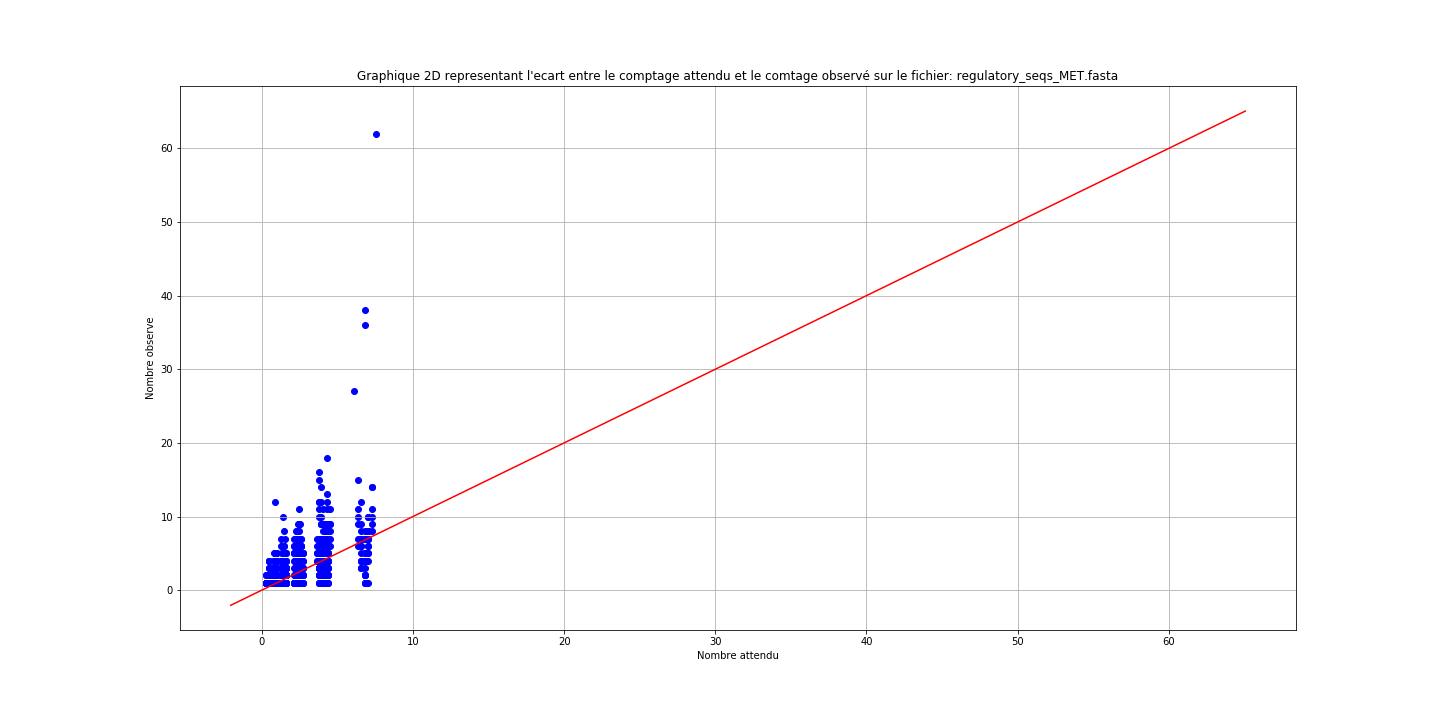 Graphique 2D representant l'ecart entre le comptage attendu et le comtage observé sur le fichier: regulatory_seqs_MET.fasta
60
50
40
30
20
10
0
Nombre observe
0 10 20 30 40 50 60
Nombre attendu